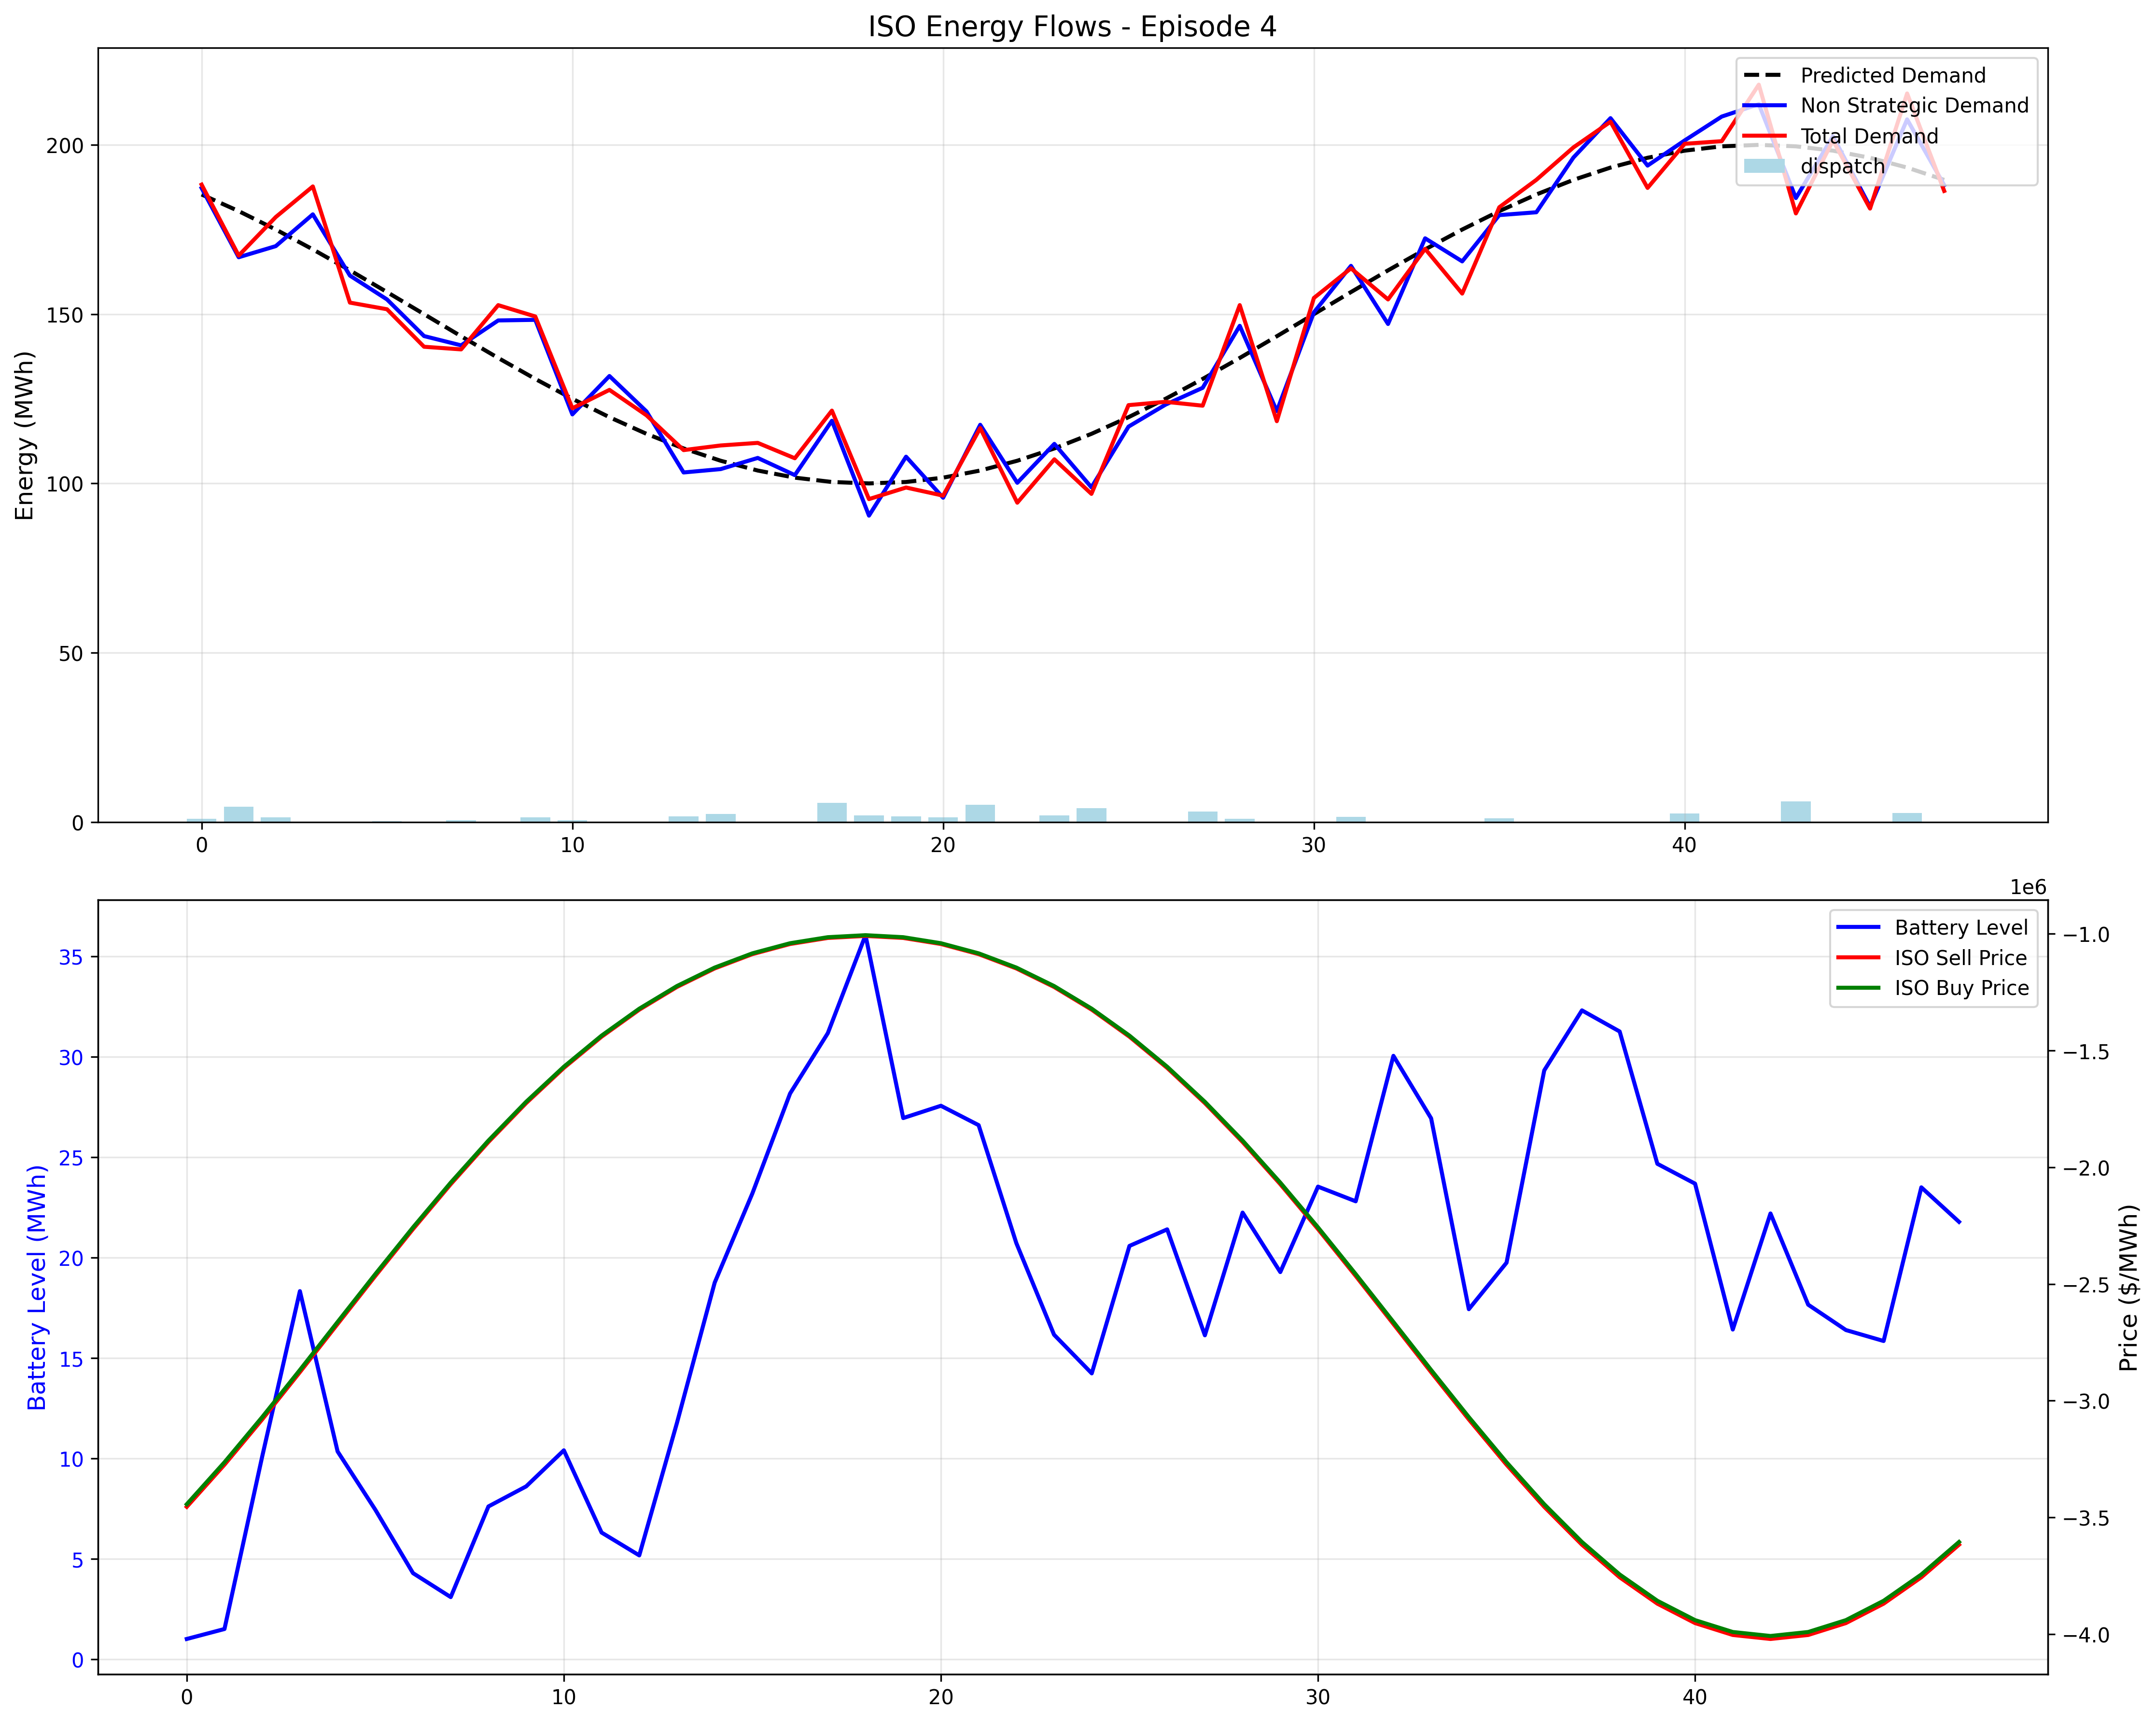 ISO Energy Flows - Episode 4
Energy (MWh)
200
150
100
50
0
0 10 20 30 40
Predicted Demand
Non Strategic Demand
Total Demand
dispatch
1e6
Battery Level (MWh)
35
30
25
20
15
10
5
0
0 10 20 30 40
Battery Level
ISO Sell Price
ISO Buy Price
−1.0
−1.5
−2.0
−2.5
−3.0
−3.5
−4.0
Price ($/MWh)